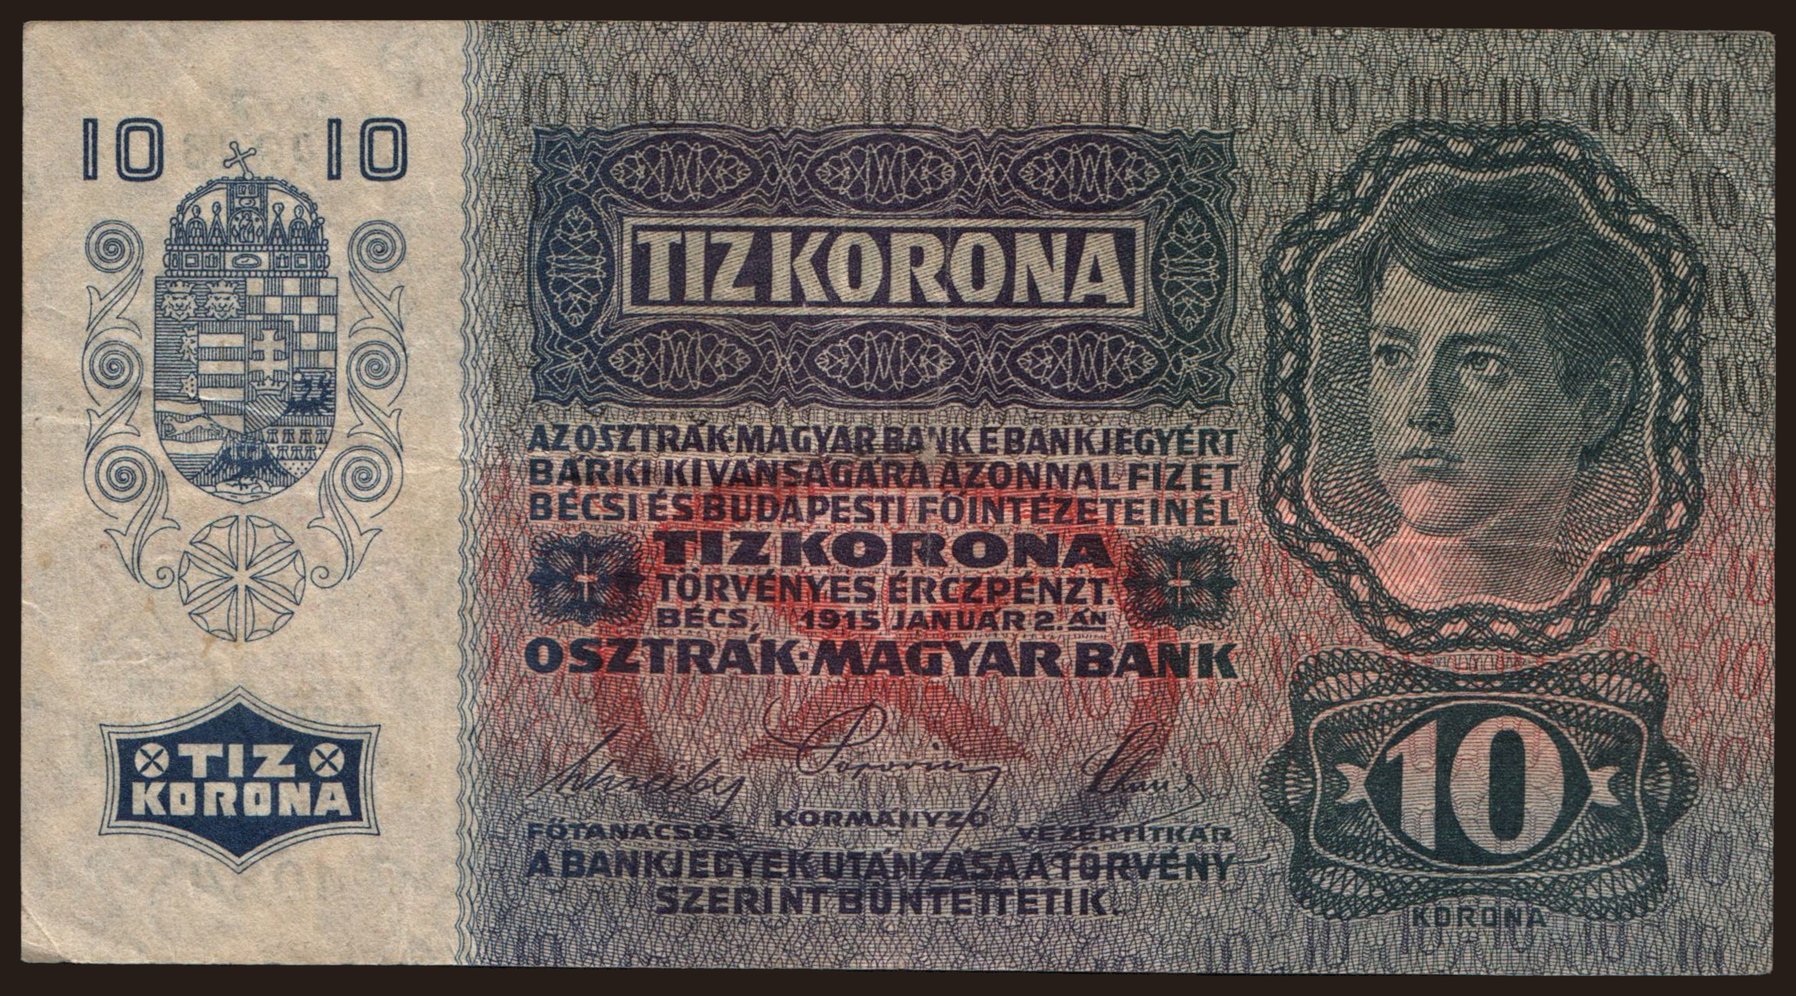 10 10
TIZ
KORONA
TIZ KORONA
AZ OSZTRÁK-MAGYAR BANK E BANKJEGYÉRT
BÁRKI KIVÁNSÁGÁRA AZONNAL FIZET
BÉCSI ÉS BUDAPESTI FŐINTÉZETEINÉL
TIZ KORONA
TÖRVÉNYES ÉRCZPÉNZT.
BÉCS, 1915 JANUÁR 2. ÁN
OSZTRÁK-MAGYAR BANK
FŐTANÁCSOS KORMÁNYZÓ VEZÉRTITKÁR
A BANKJEGYEK UTÁNZÁSA A TÖRVÉNY
SZERINT BÜNTETTETIK.
10
KORONA